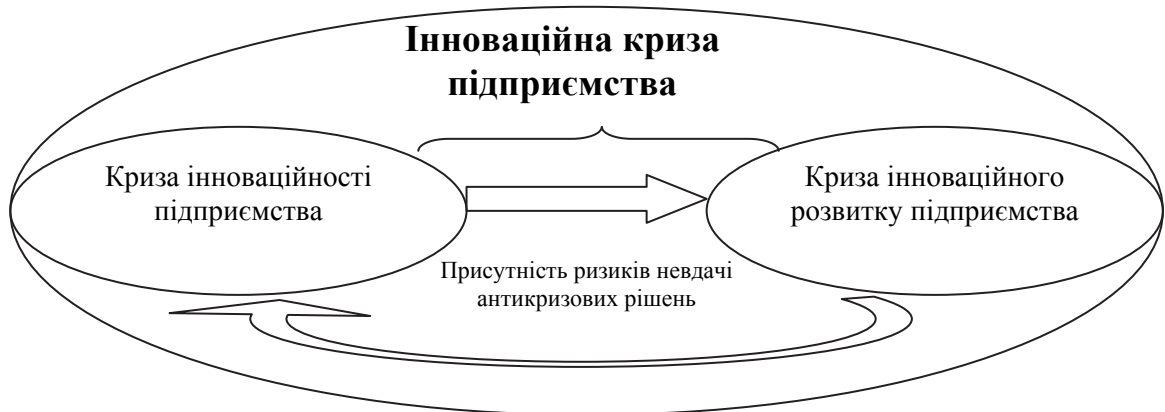 Інноваційна криза
підприємства
Криза інноваційності
підприємства
Криза інноваційного
розвитку підприємства
Присутність ризиків невдачі
антикризових рішень